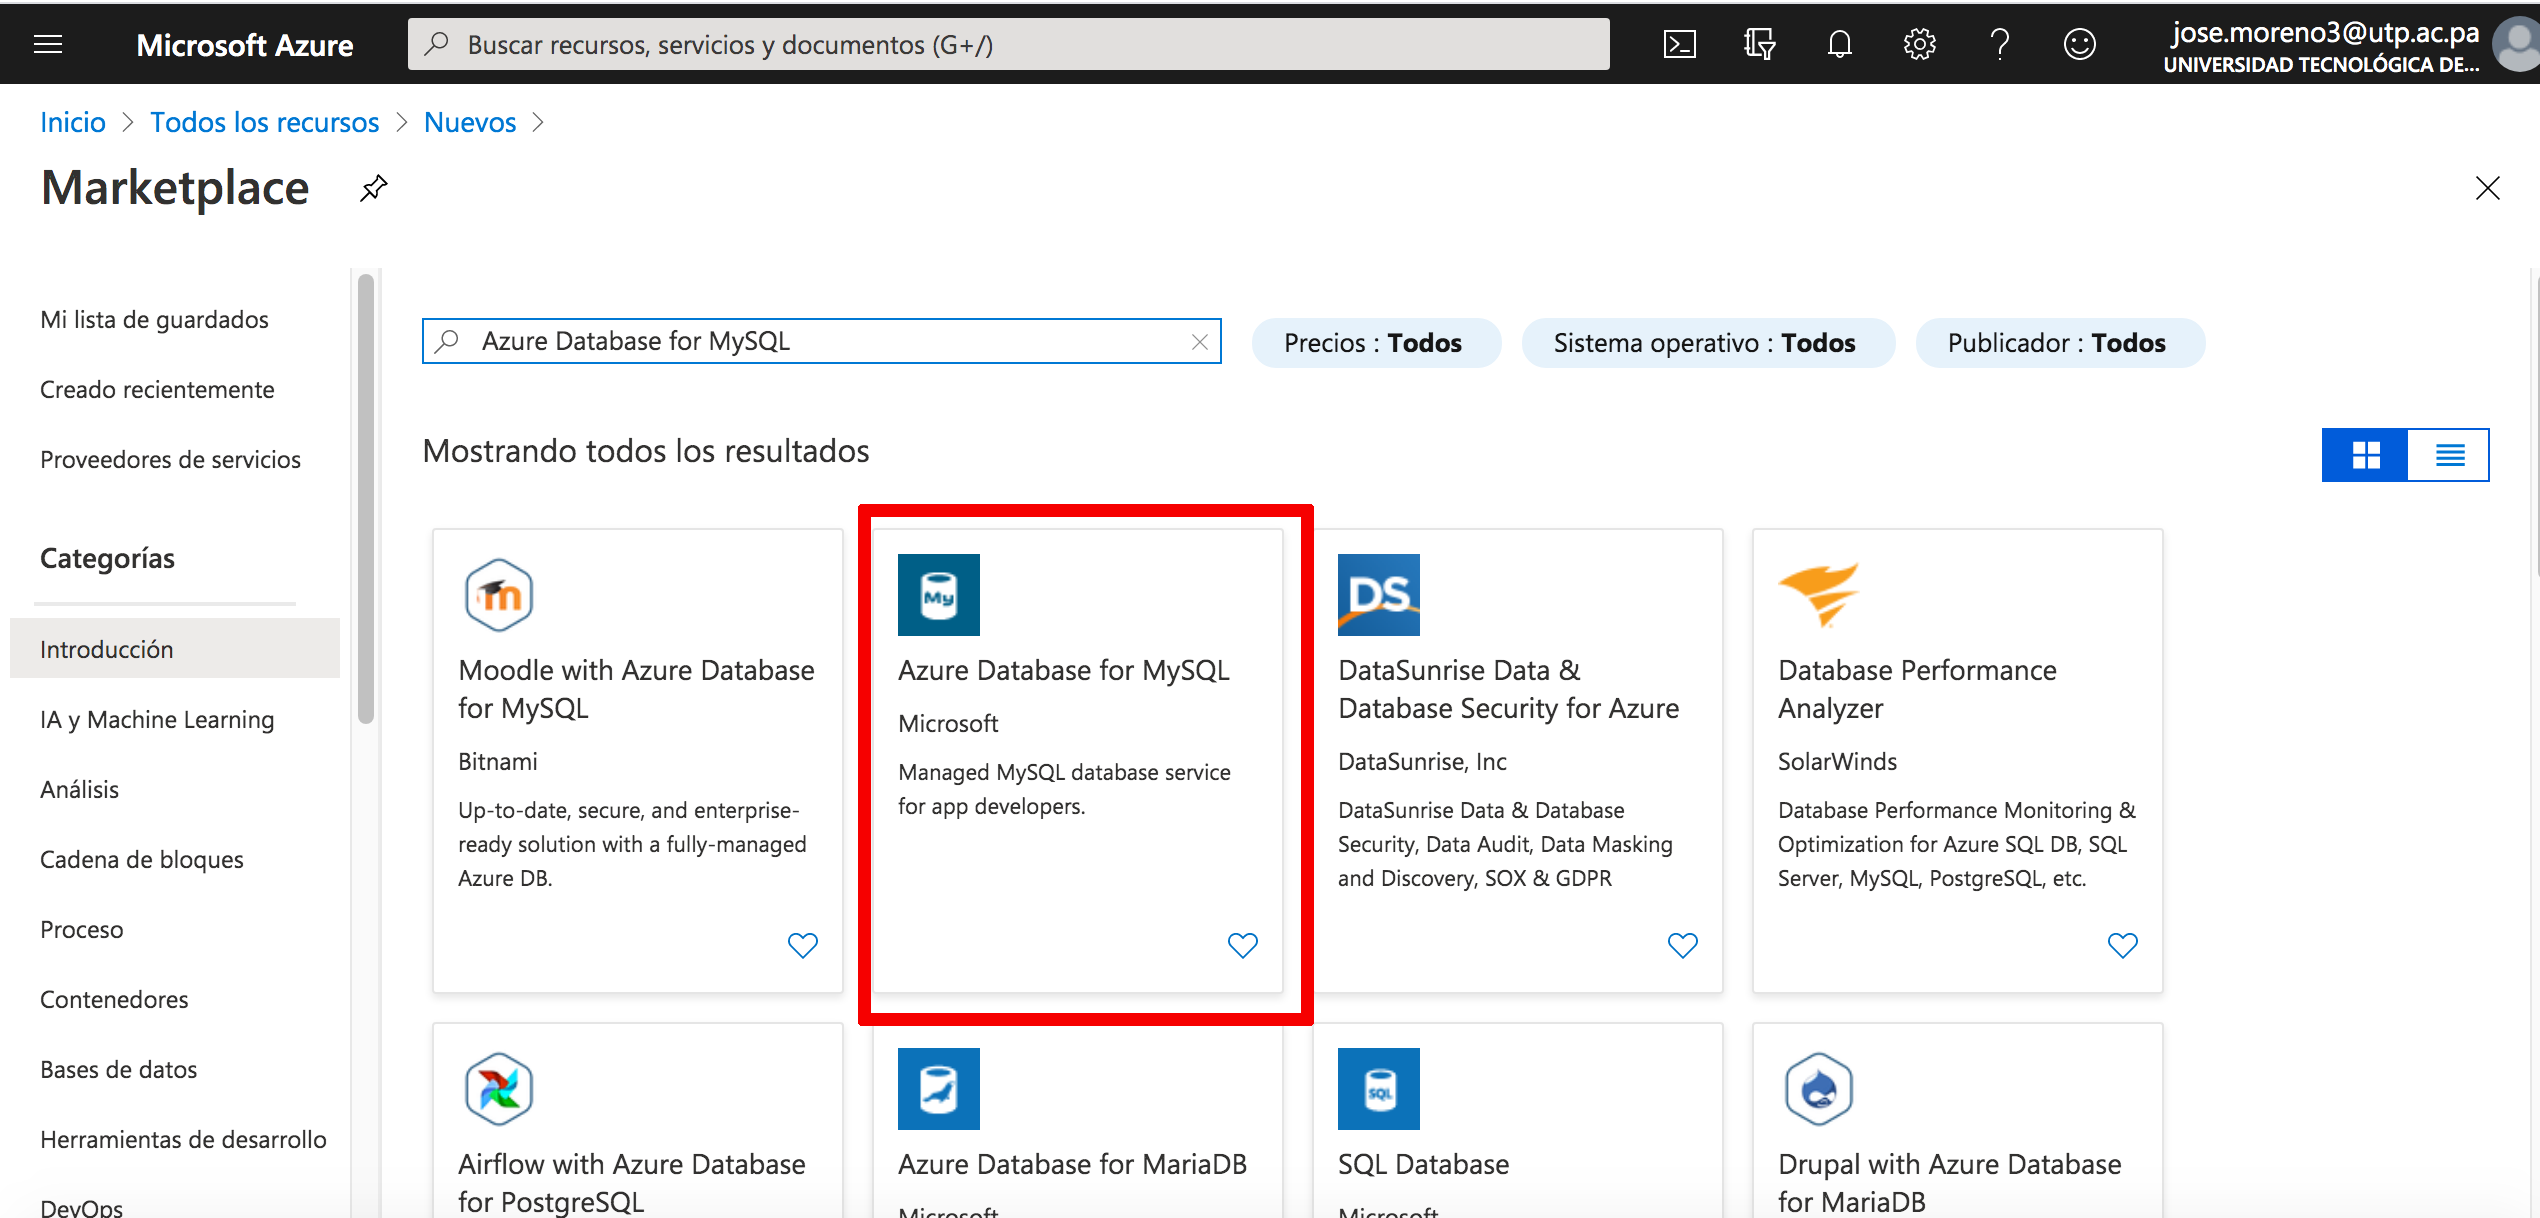 Microsoft Azure
Buscar recursos, servicios y documentos (G+/)
jose.moreno3@utp.ac.pa
UNIVERSIDAD TECNOLÓGICA DE...
Inicio > Todos los recursos > Nuevos >
Marketplace
Mi lista de guardados
Creado recientemente
Proveedores de servicios
Categorías
Introducción
IA y Machine Learning
Análisis
Cadena de bloques
Proceso
Contenedores
Bases de datos
Herramientas de desarrollo
DevOps
Azure Database for MySQL
Precios : Todos
Sistema operativo : Todos
Publicador : Todos
Mostrando todos los resultados
m
Moodle with Azure Database
for MySQL
Bitnami
Up-to-date, secure, and enterprise-
ready solution with a fully-managed
Azure DB.
My
Azure Database for MySQL
Microsoft
Managed MySQL database service
for app developers.
DS
DataSunrise Data &
Database Security for Azure
DataSunrise, Inc
DataSunrise Data & Database
Security, Data Audit, Data Masking
and Discovery, SOX & GDPR
Database Performance
Analyzer
SolarWinds
Database Performance Monitoring &
Optimization for Azure SQL DB, SQL
Server, MySQL, PostgreSQL, etc.
Airflow with Azure Database
for PostgreSQL
Azure Database for MariaDB
Microsoft
SQL
SQL Database
Microsoft
Drupal with Azure Database
for MariaDB